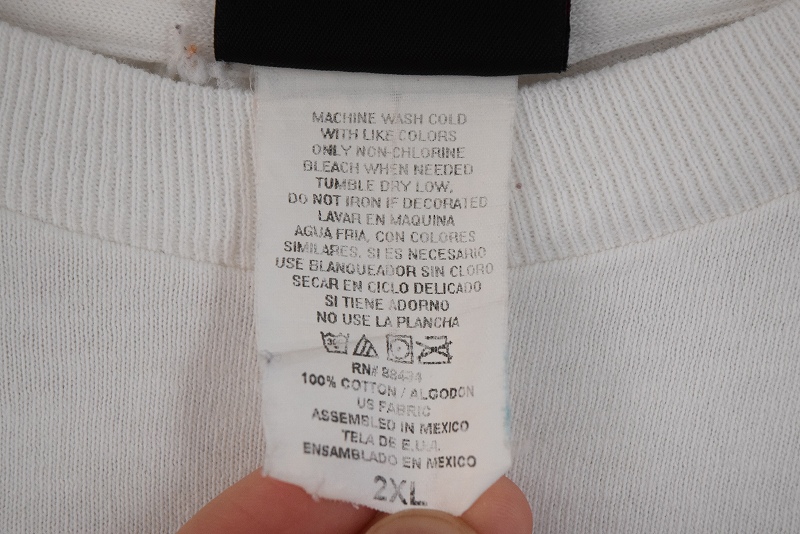 MACHINE WASH COLD
WITH LIKE COLORS
ONLY NON-CHLORINE
BLEACH WHEN NEEDED
TUMBLE DRY LOW,
DO NOT IRON IF DECORATED
LAVAR EN MAQUINA
AGUA FRIA, CON COLORES
SIMILARES. SI ES NECESARIO
USE BLANQUEADOR SIN CLORO
SECAR EN CICLO DELICADO
SI TIENE ADORNO
NO USE LA PLANCHA
RN#
100% COTTON / ALGODON
US FABRIC
ASSEMBLED IN MEXICO
TELA DE E.U.A.
ENSAMBLADO EN MEXICO
2XL